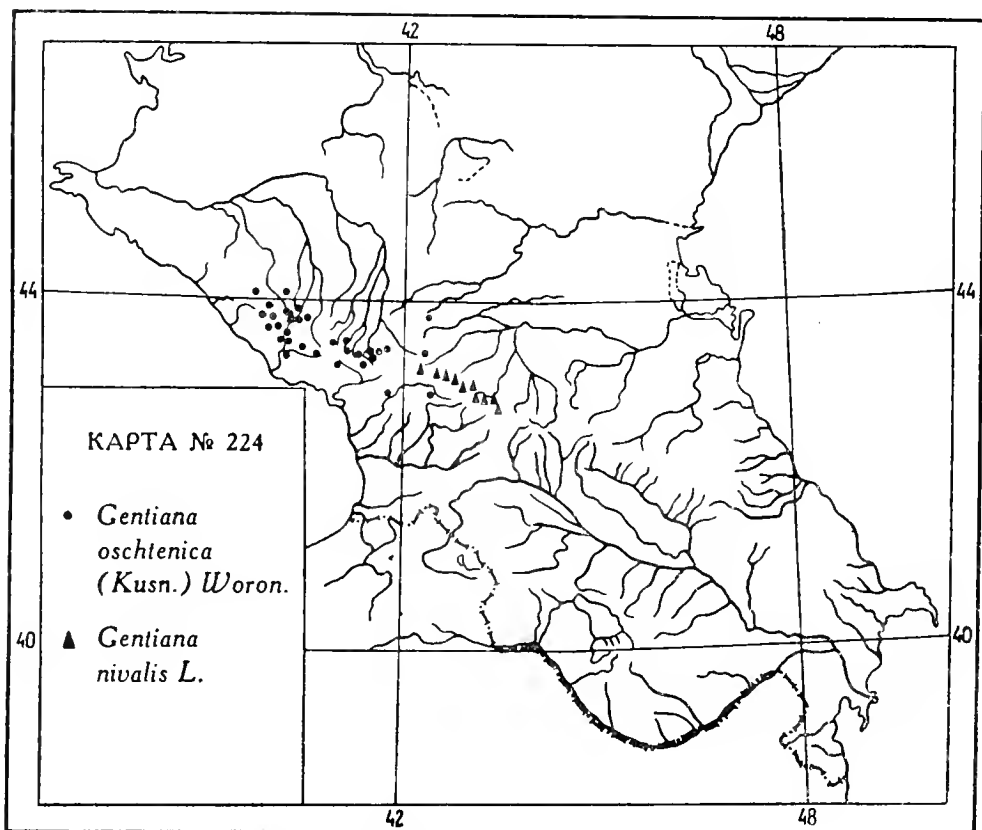 42 48
44 44
КАРТА № 224
• Gentiana
oschtenica
(Kusn.) Woron.
▲ Gentiana
nivalis L.
40 40
42 48